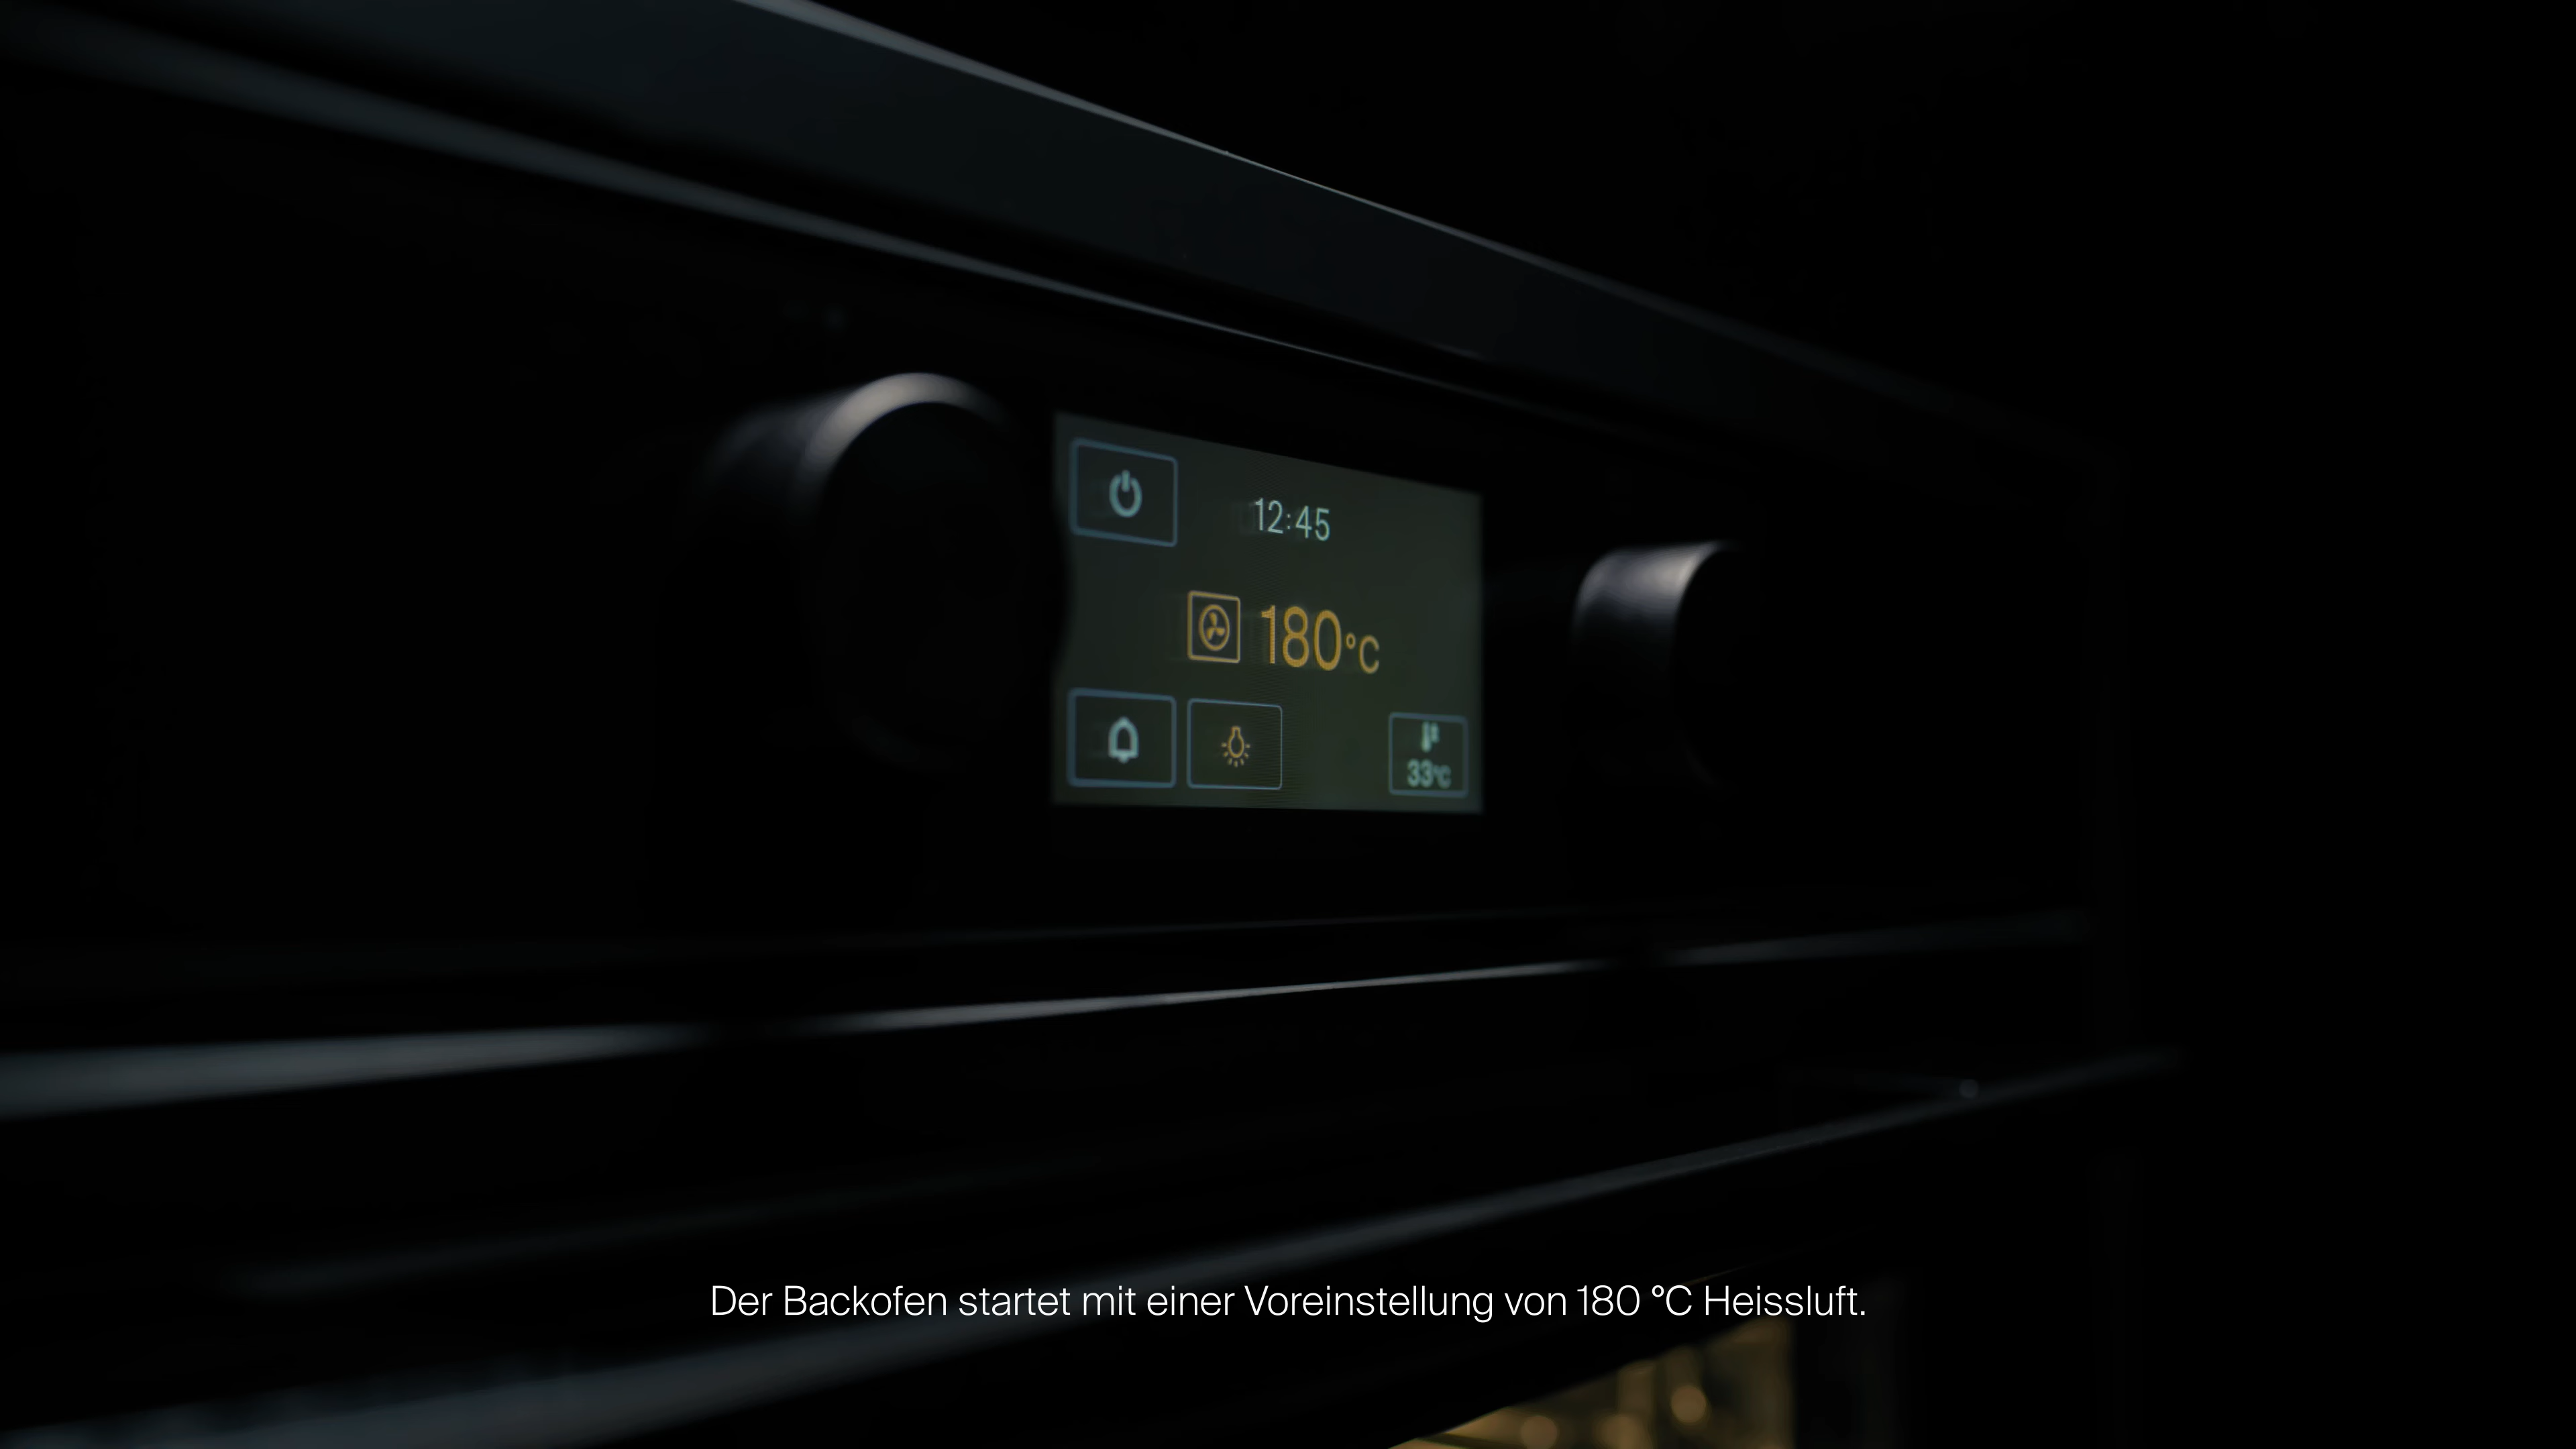 12:45
180°C
33°C
Der Backofen startet mit einer Voreinstellung von 180 °C Heissluft.